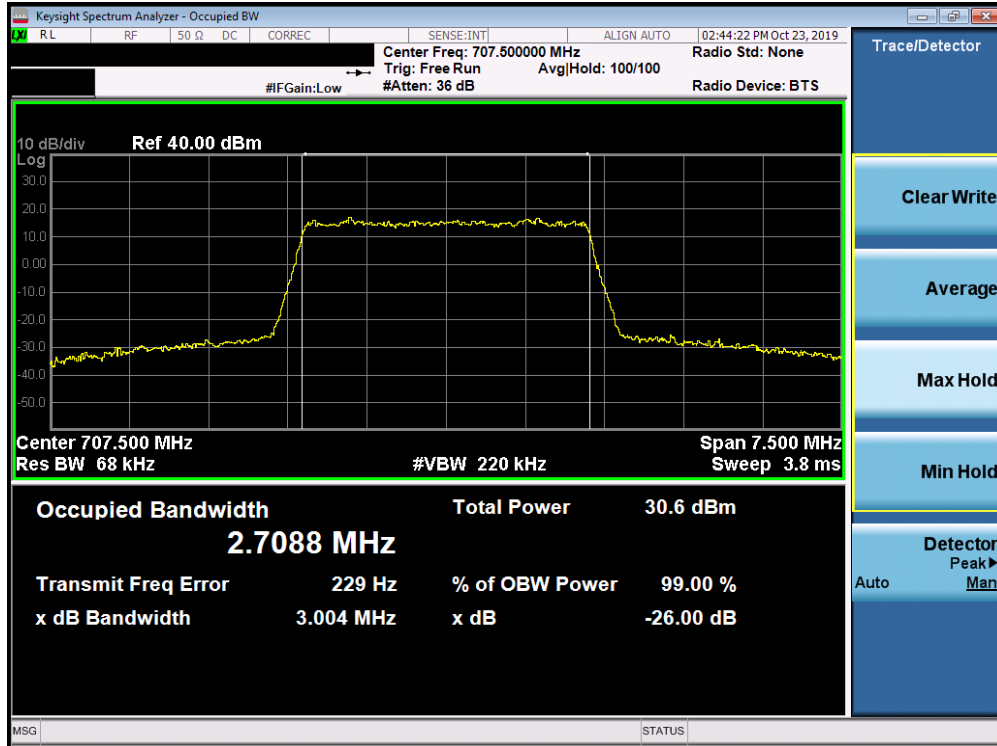 Keysight Spectrum Analyzer - Occupied BW
LXI RL RF 50 Ω DC CORREC SENSE:INT ALIGN AUTO 02:44:22 PM Oct 23, 2019
Center Freq: 707.500000 MHz Radio Std: None
Trig: Free Run Avg|Hold: 100/100
#IFGain:Low #Atten: 36 dB Radio Device: BTS
Trace/Detector
10 dB/div Ref 40.00 dBm
Log
30.0
20.0
10.0
0.00
-10.0
-20.0
-30.0
-40.0
-50.0
Center 707.500 MHz Span 7.500 MHz
Res BW 68 kHz #VBW 220 kHz Sweep 3.8 ms
Occupied Bandwidth Total Power 30.6 dBm
2.7088 MHz
Transmit Freq Error 229 Hz % of OBW Power 99.00 %
x dB Bandwidth 3.004 MHz x dB -26.00 dB
Clear Write
Average
Max Hold
Min Hold
Detector
Peak▶
Auto Man
MSG STATUS